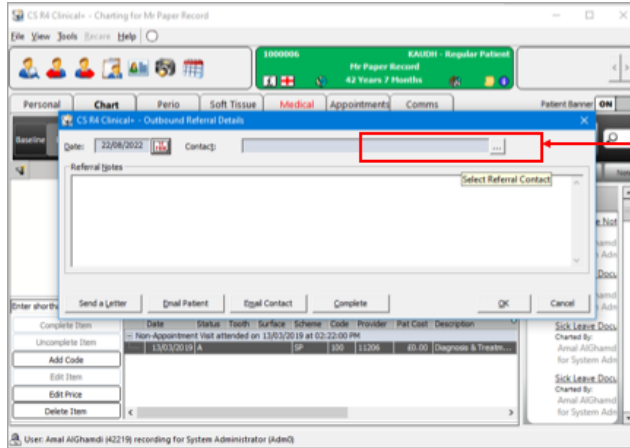 CS R4 Clinical+ - Charting for Mr Paper Record
File View Tools Recare Help
1000006 KAUDH - Regular Patient
Mr Paper Record
42 Years 7 Months
Personal Chart Perio Soft Tissue Medical Appointments Comms Patient Banner ON
CS R4 Clinical+ - Outbound Referral Details
Baseline
Date: 22/08/2022 Contact: ...
Referral Notes
Select Referral Contact
Send a Letter Email Patient Email Contact Complete OK Cancel
Enter shorth
Complete Item
Date Status Tooth Surface Scheme Code Provider Pat Cost Description
Non-Appointment Visit attended on 13/03/2019 at 02:22:00 PM
13/03/2019 A SP 100 11206 £0.00 Diagnosis & Treatm...
Uncomplete Item
Add Code
Edit Item
Edit Price
Delete Item
Sick Leave Docu
Charted By:
Amal AlGhamdi
for System Adm
Sick Leave Docu
Charted By:
Amal AlGhamdi
for System Adm
User: Amal AlGhamdi (42219) recording for System Administrator (Adm0)